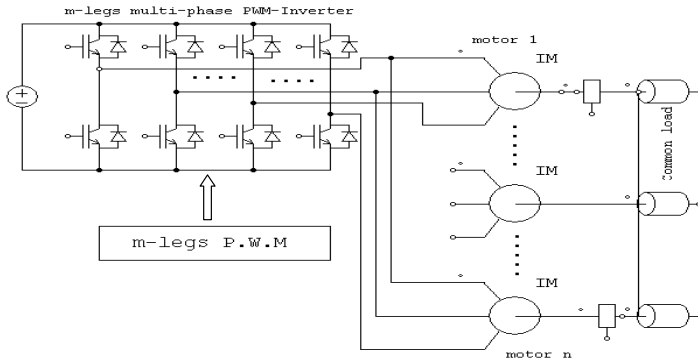 m-legs multi-phase PWM-Inverter
motor 1
IM
common load
IM
m-legs P.W.M
IM
motor n